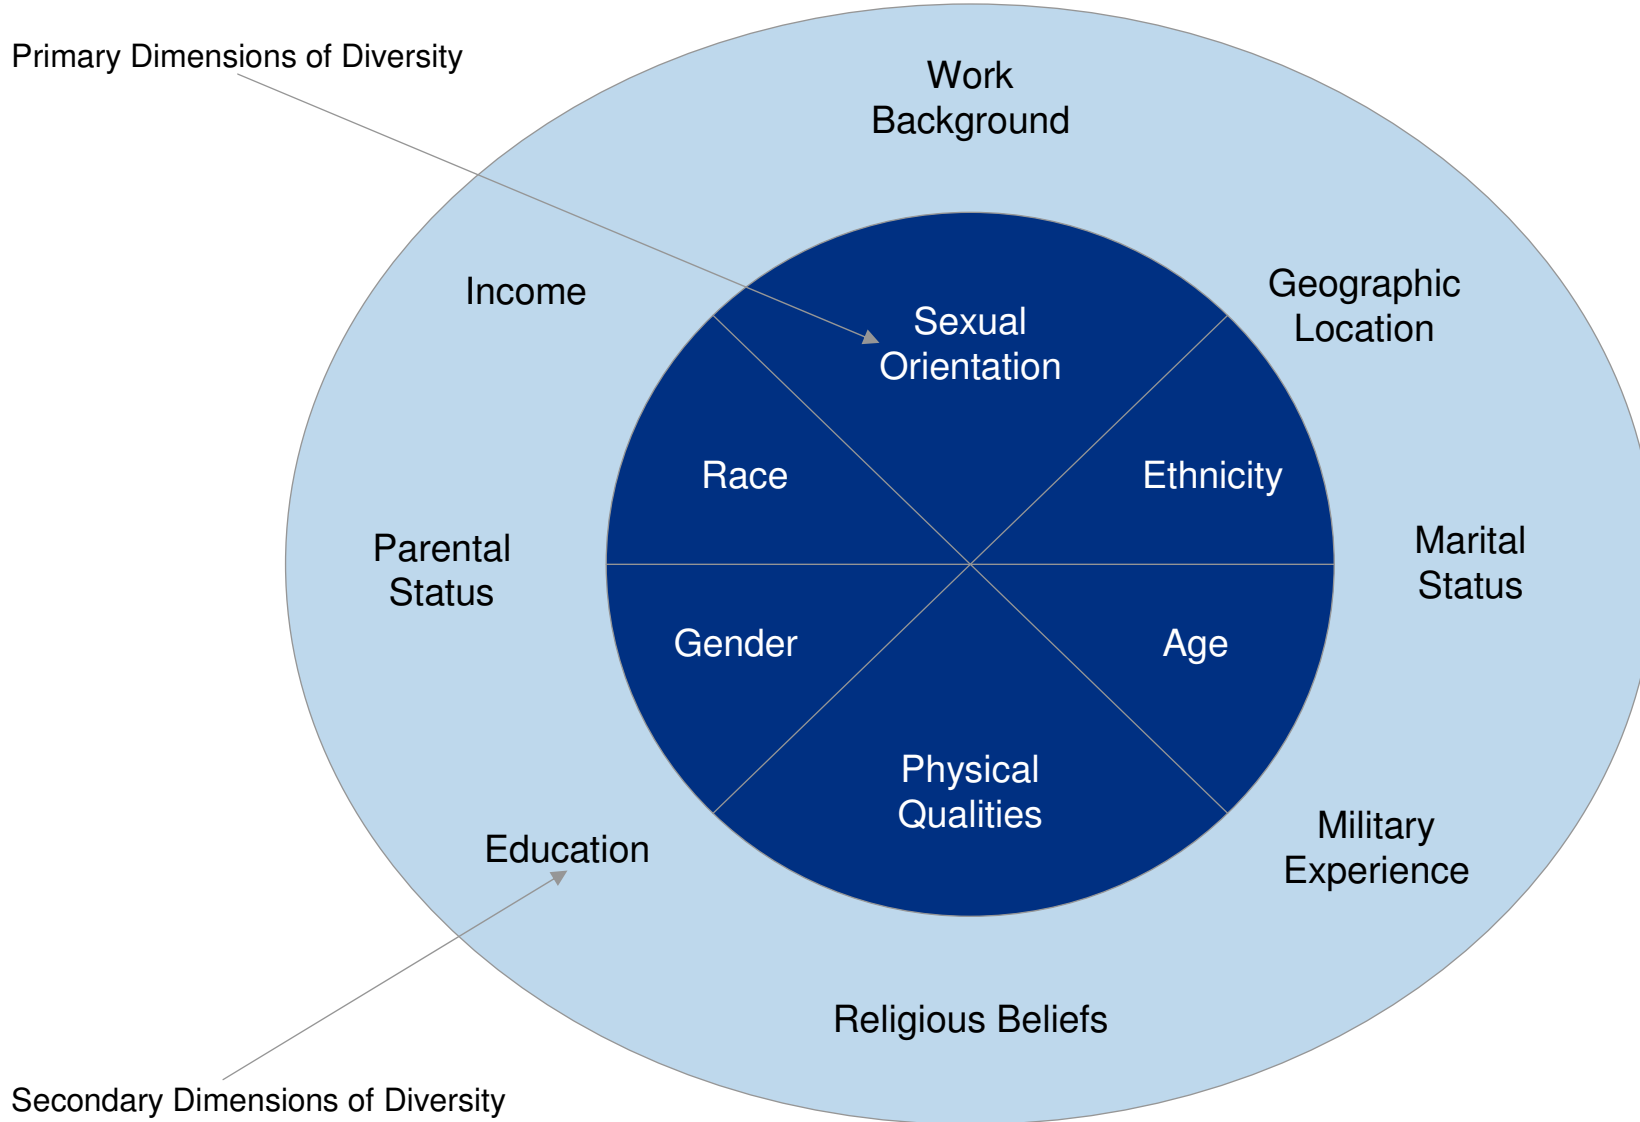 Primary Dimensions of Diversity
Work
Background
Income
Geographic
Location
Sexual
Orientation
Race
Ethnicity
Parental
Status
Marital
Status
Gender
Age
Physical
Qualities
Education
Military
Experience
Religious Beliefs
Secondary Dimensions of Diversity